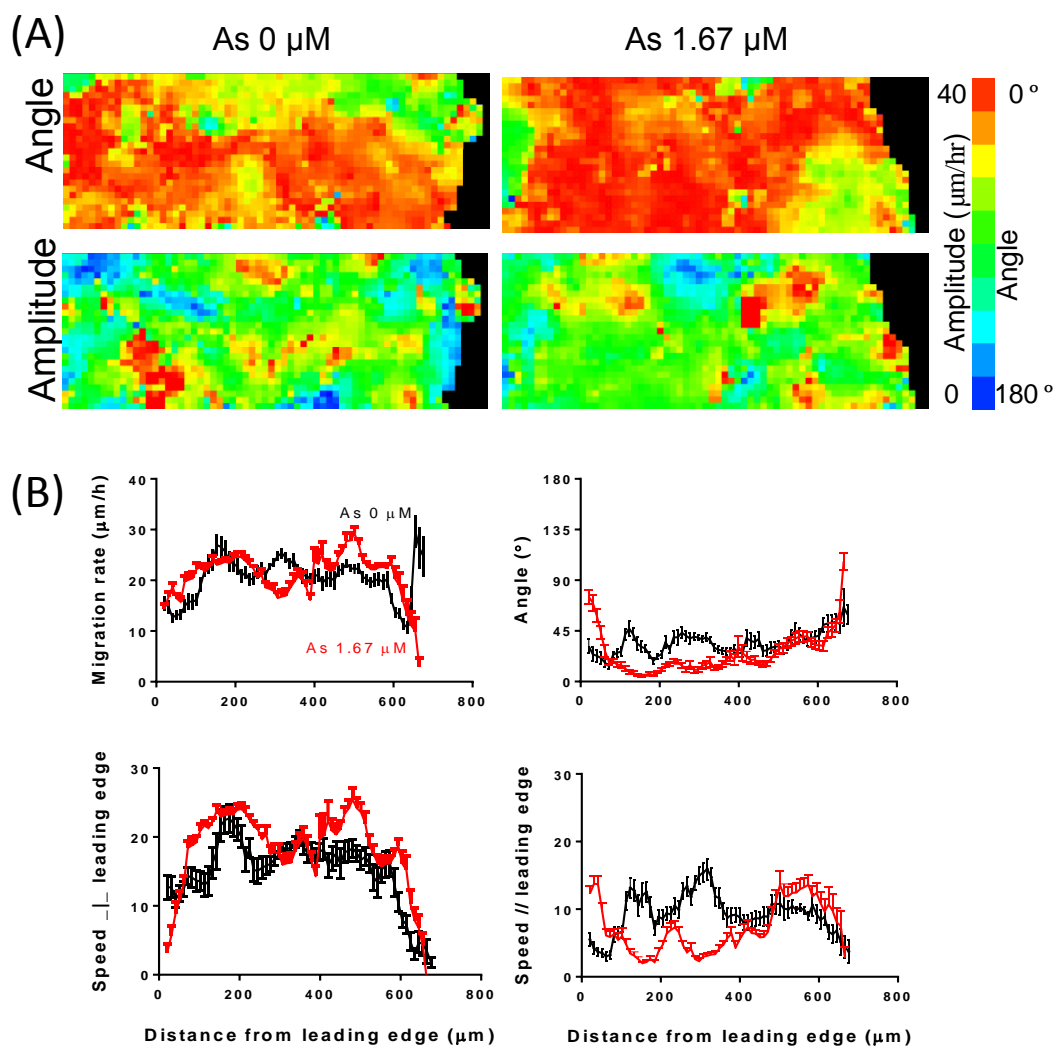 (A)
As 0 μM
As 1.67 μM
Angle
Amplitude
40
0 º
Amplitude (μm/hr)
Angle
0
180 º
(B)
Migration rate (μm/h)
40
30
20
10
0
As 0 μM
As 1.67 μM
0 200 400 600 800
Angle (°)
180
135
90
45
0
0 200 400 600 800
Speed _|_ leading edge
30
20
10
0
0 200 400 600 800
Distance from leading edge (μm)
Speed // leading edge
30
20
10
0
0 200 400 600 800
Distance from leading edge (μm)